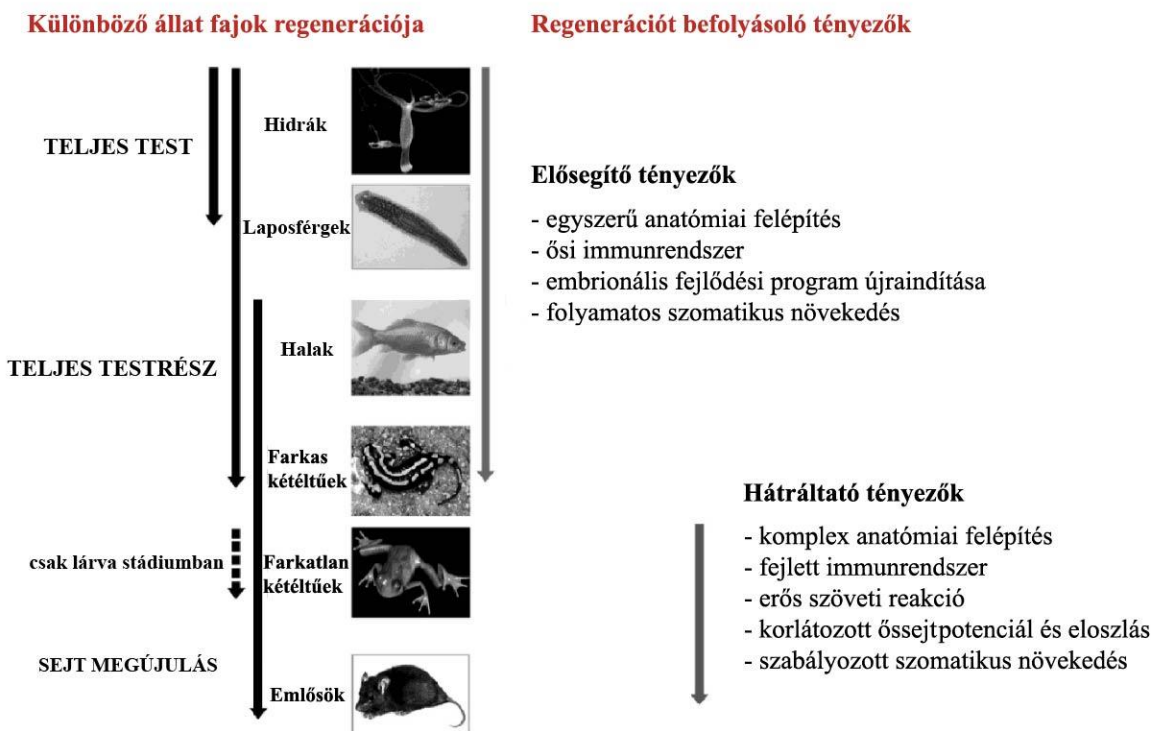 Különböző állat fajok regenerációja
TELJES TEST
TELJES TESTRÉSZ
csak lárva stádiumban
SEJT MEGÚJULÁS
Hidrák
Laposférgek
Halak
Farkas
kétéltűek
Farkatlan
kétéltűek
Emlősök
Regenerációt befolyásoló tényezők
Elősegítő tényezők
- egyszerű anatómiai felépítés
- ősi immunrendszer
- embrionális fejlődési program újraindítása
- folyamatos szomatikus növekedés
Hátráltató tényezők
- komplex anatómiai felépítés
- fejlett immunrendszer
- erős szöveti reakció
- korlátozott őssejtpotenciál és eloszlás
- szabályozott szomatikus növekedés